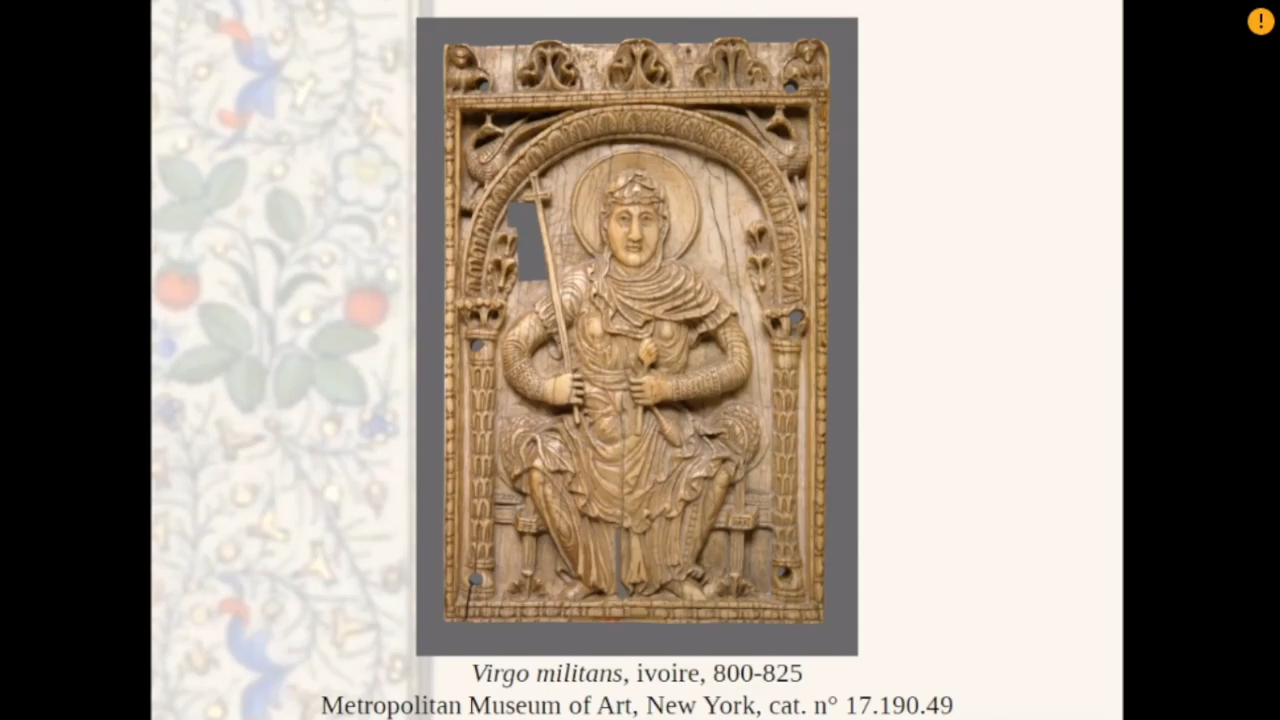 Virgo militans, ivoire, 800-825
Metropolitan Museum of Art, New York, cat. n° 17.190.49